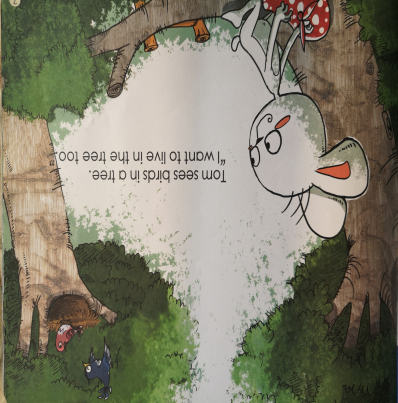 Tom sees birds in a tree.
"I want to live in the tree too.